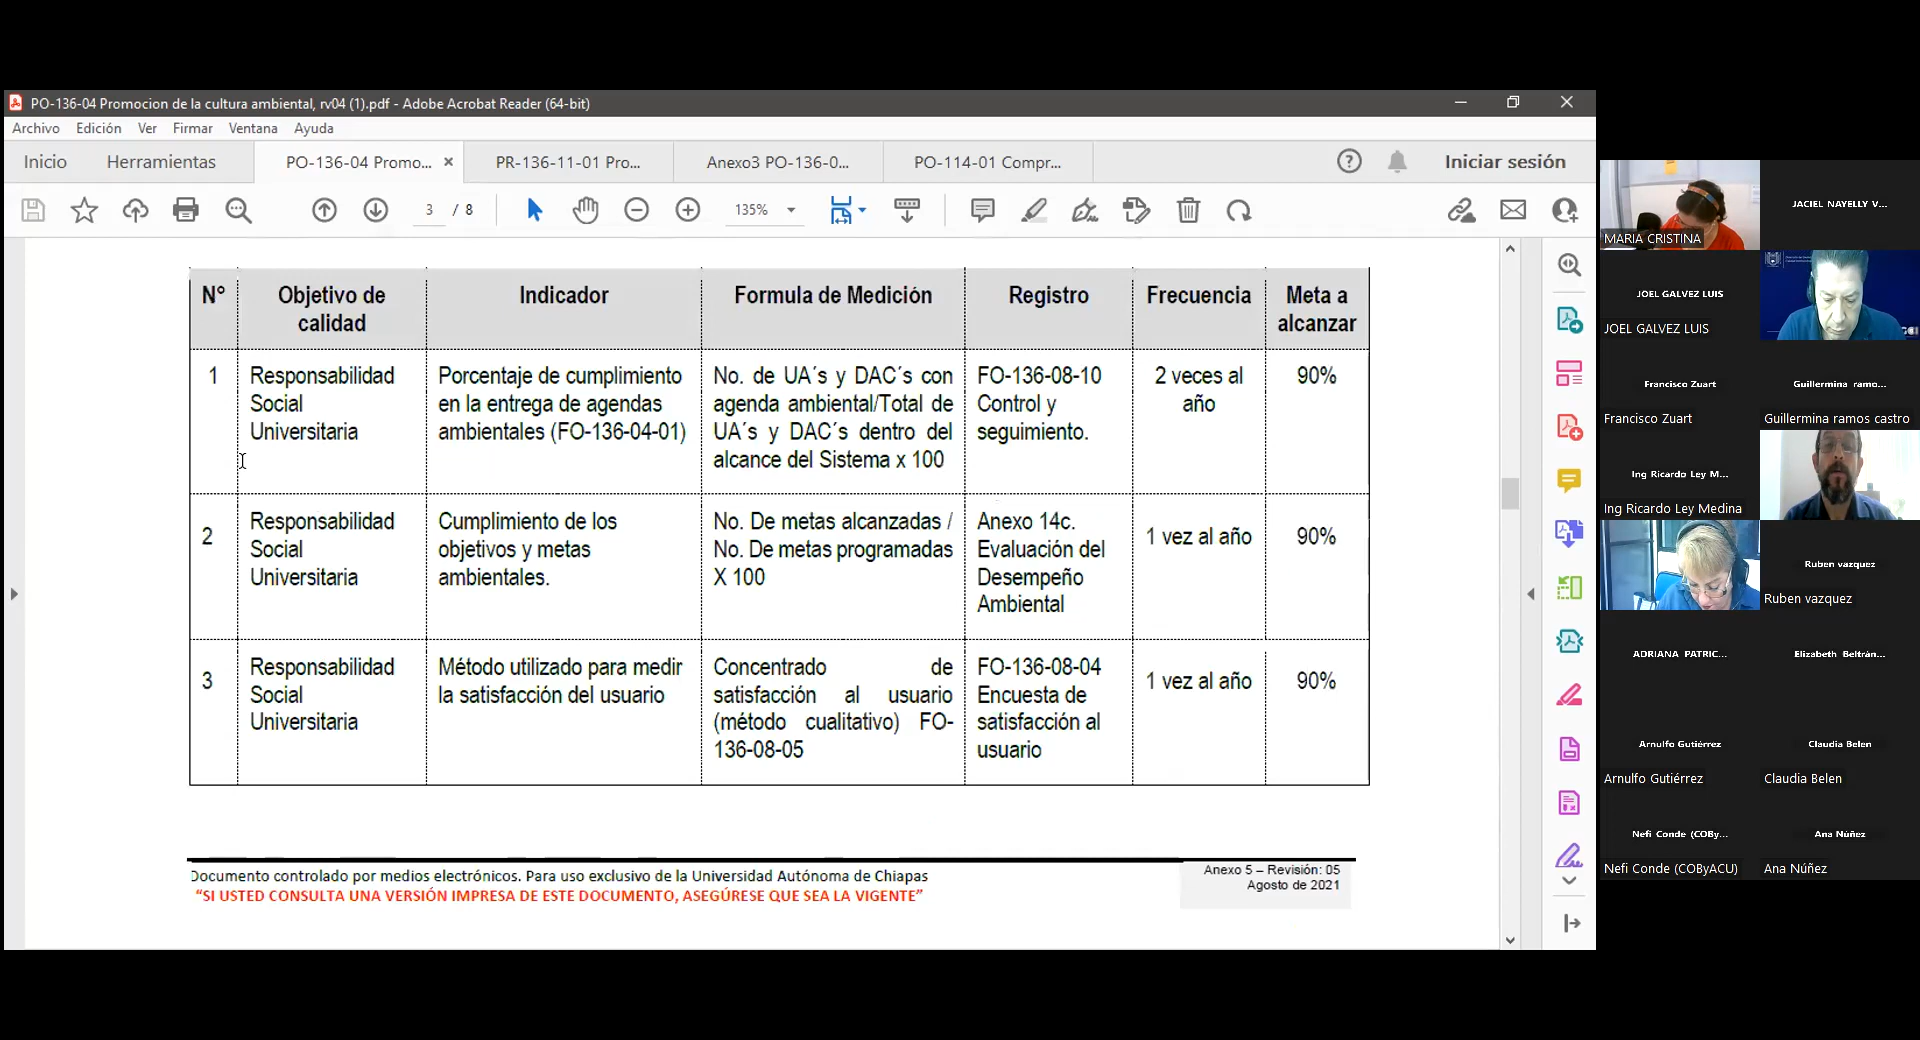 PO-136-04 Promocion de la cultura ambiental, rv04 (1).pdf - Adobe Acrobat Reader (64-bit)
Archivo Edición Ver Firmar Ventana Ayuda
Inicio Herramientas PO-136-04 Promo... × PR-136-11-01 Pro... Anexo3 PO-136-0... PO-114-01 Compr... Iniciar sesión
3 / 8 135%
N° Objetivo de calidad Indicador Formula de Medición Registro Frecuencia Meta a alcanzar
1
Responsabilidad
Social
Universitaria
Porcentaje de cumplimiento
en la entrega de agendas
ambientales (FO-136-04-01)
No. de UA´s y DAC´s con
agenda ambiental/Total de
UA´s y DAC´s dentro del
alcance del Sistema x 100
FO-136-08-10
Control y
seguimiento.
2 veces al
año
90%
2
Responsabilidad
Social
Universitaria
Cumplimiento de los
objetivos y metas
ambientales.
No. De metas alcanzadas /
No. De metas programadas
X 100
Anexo 14c.
Evaluación del
Desempeño
Ambiental
1 vez al año
90%
3
Responsabilidad
Social
Universitaria
Método utilizado para medir
la satisfacción del usuario
Concentrado de
satisfacción al usuario
(método cualitativo) FO-
136-08-05
FO-136-08-04
Encuesta de
satisfacción al
usuario
1 vez al año
90%
Documento controlado por medios electrónicos. Para uso exclusivo de la Universidad Autónoma de Chiapas
“SI USTED CONSULTA UNA VERSIÓN IMPRESA DE ESTE DOCUMENTO, ASEGÚRESE QUE SEA LA VIGENTE”
Anexo 5 – Revisión: 05
Agosto de 2021
MARIA CRISTINA
JACIEL NAYELLY V...
JOEL GALVEZ LUIS
JOEL GALVEZ LUIS
Francisco Zuart
Francisco Zuart
Guillermina ramo...
Guillermina ramos castro
Ing Ricardo Ley M...
Ing Ricardo Ley Medina
Ruben vazquez
Ruben vazquez
ADRIANA PATRIC...
Elizabeth Beltrán...
Arnulfo Gutiérrez
Arnulfo Gutiérrez
Claudia Belen
Claudia Belen
Nefi Conde (COBy...
Nefi Conde (COByACU)
Ana Núñez
Ana Núñez